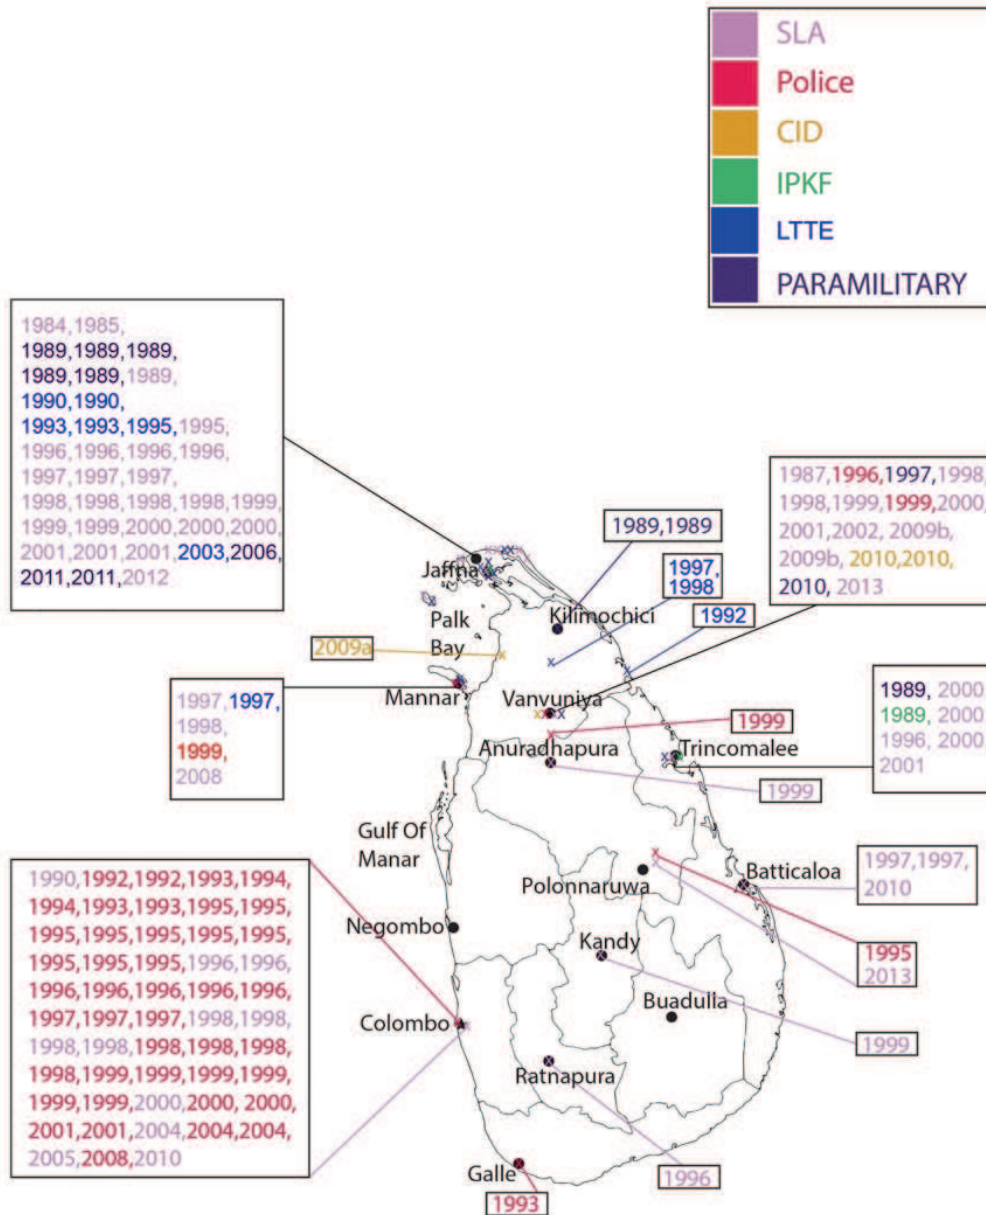 SLA
Police
CID
IPKF
LTTE
PARAMILITARY
1984,1985,
1989,1989,1989,
1989,1989,1989,
1990,1990,
1993,1993,1995,1995,
1996,1996,1996,1996,
1997,1997,1997,
1998,1998,1998,1998,1999,
1999,1999,2000,2000,2000,
2001,2001,2001,2003,2006,
2011,2011,2012
1987,1996,1997,1998,
1998,1999,1999,2000,
2001,2002, 2009b,
2009b, 2010,2010,
2010, 2013
1989,1989
1997,
1998
1992
Jaffna
Kilimochici
Palk
Bay
2009a
Mannar
Vanvuniya
1997,1997,
1998,
1999,
2008
1999
Anuradhapura
Trincomalee
1989, 2000
1989, 2000
1996, 2000,
2001
1999
Gulf Of
Manar
Polonnaruwa
Batticaloa
1997,1997,
2010
Negombo
Kandy
1995
2013
Buadulla
Colombo
1999
1990,1992,1992,1993,1994,
1994,1993,1993,1995,1995,
1995,1995,1995,1995,1995,
1995,1995,1995,1996,1996,
1996,1996,1996,1996,1996,
1997,1997,1997,1998,1998,
1998,1998,1998,1998,1998,
1998,1999,1999,1999,1999,
1999,1999,2000,2000, 2000,
2001,2001,2004,2004,2004,
2005,2008,2010
Ratnapura
Galle
1996
1993